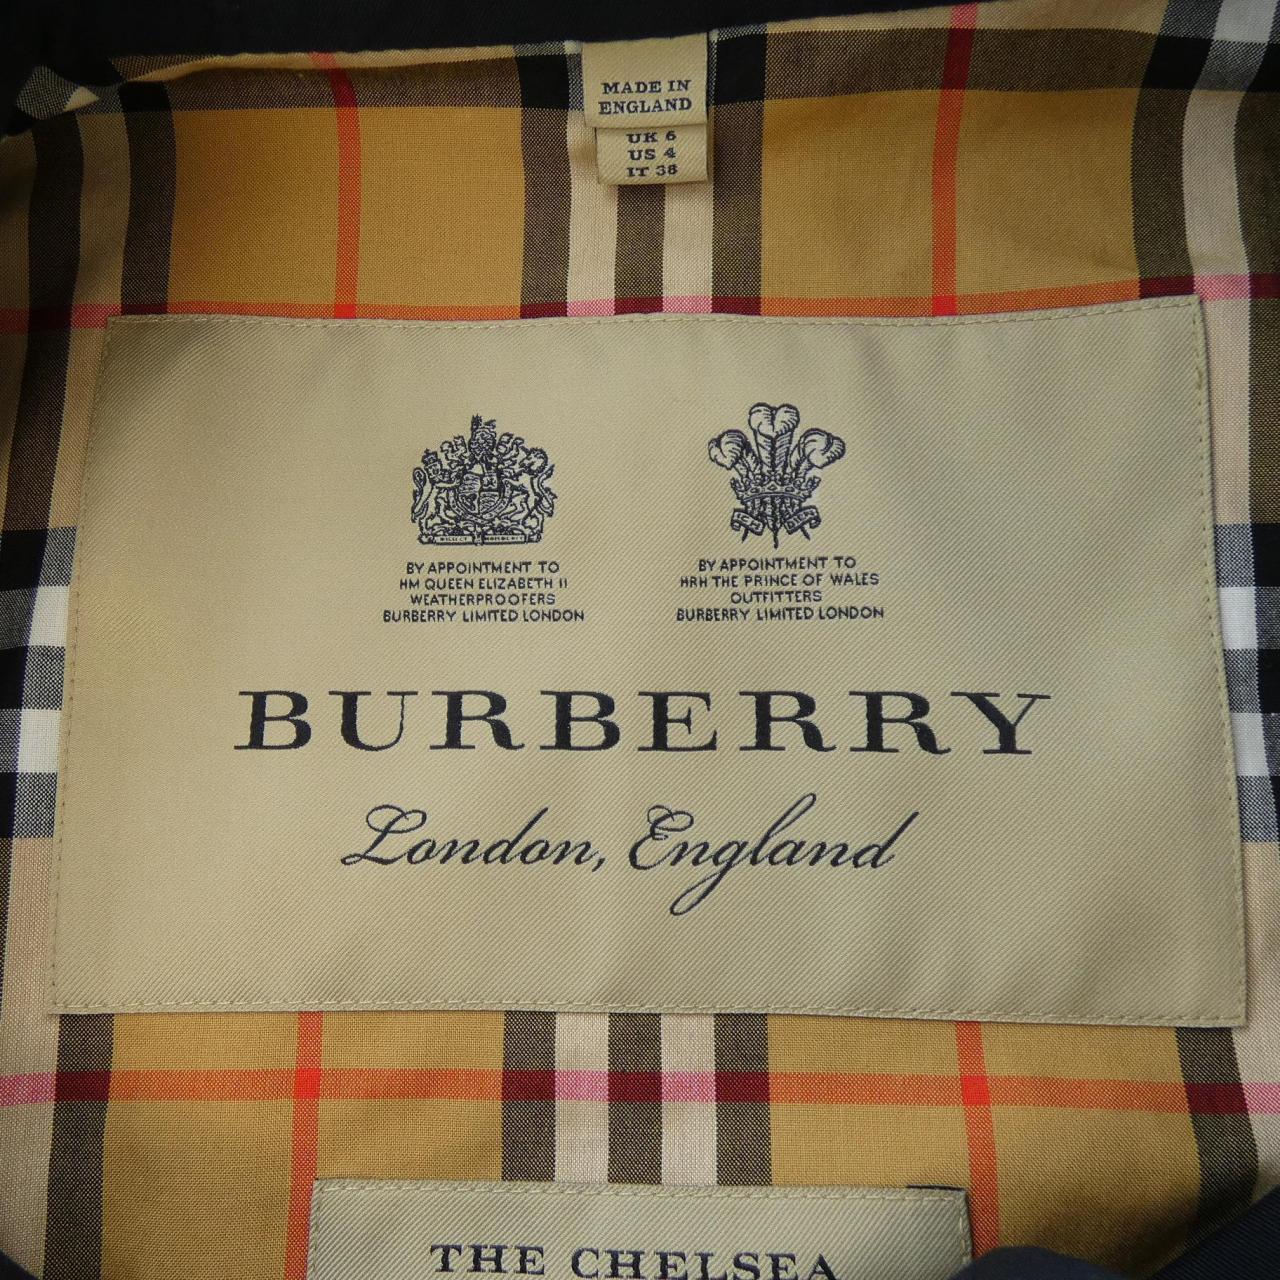 MADE IN
ENGLAND
UK 6
US 4
IT 38
BY APPOINTMENT TO
HM QUEEN ELIZABETH II
WEATHERPROOFERS
BURBERRY LIMITED LONDON
BY APPOINTMENT TO
HRH THE PRINCE OF WALES
OUTFITTERS
BURBERRY LIMITED LONDON
BURBERRY
London, England
THE CHELSEA